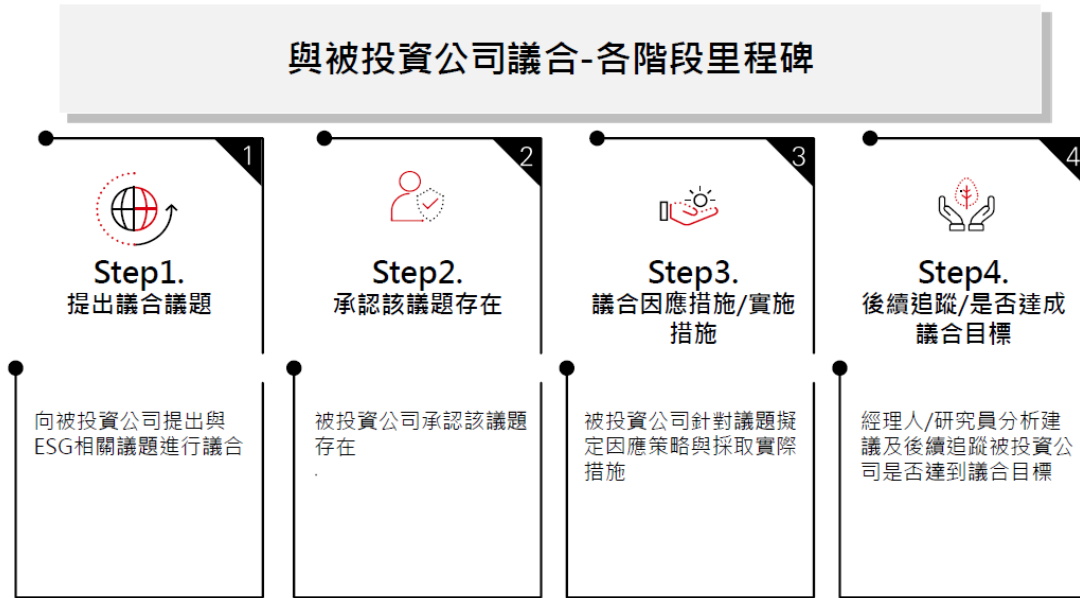 與被投資公司議合-各階段里程碑
1
Step1.
提出議合議題
向被投資公司提出與
ESG相關議題進行議合
2
Step2.
承認該議題存在
被投資公司承認該議題
存在
.
3
Step3.
議合因應措施/實施
措施
被投資公司針對議題擬
定因應策略與採取實際
措施
4
Step4.
後續追蹤/是否達成
議合目標
經理人/研究員分析建
議及後續追蹤被投資公
司是否達到議合目標